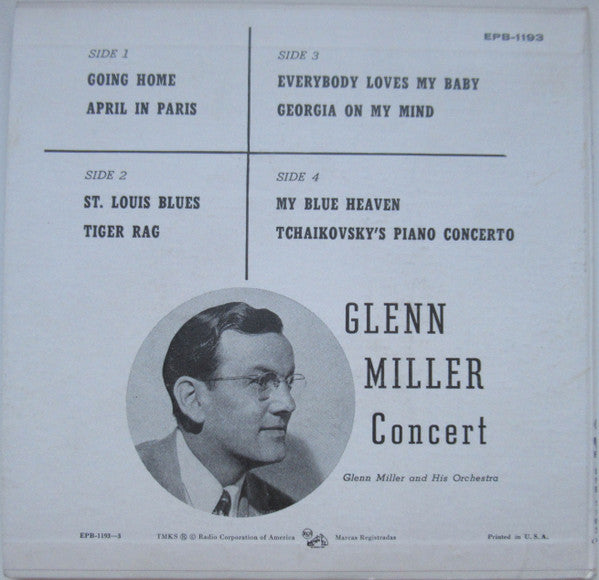 EPB-1193
SIDE 1
GOING HOME
APRIL IN PARIS
SIDE 3
EVERYBODY LOVES MY BABY
GEORGIA ON MY MIND
SIDE 2
ST. LOUIS BLUES
TIGER RAG
SIDE 4
MY BLUE HEAVEN
TCHAIKOVSKY'S PIANO CONCERTO
GLENN
MILLER
Concert
Glenn Miller and His Orchestra
EPB-1193—3 TMKS ® © Radio Corporation of America Marcas Registradas Printed in U. S. A.